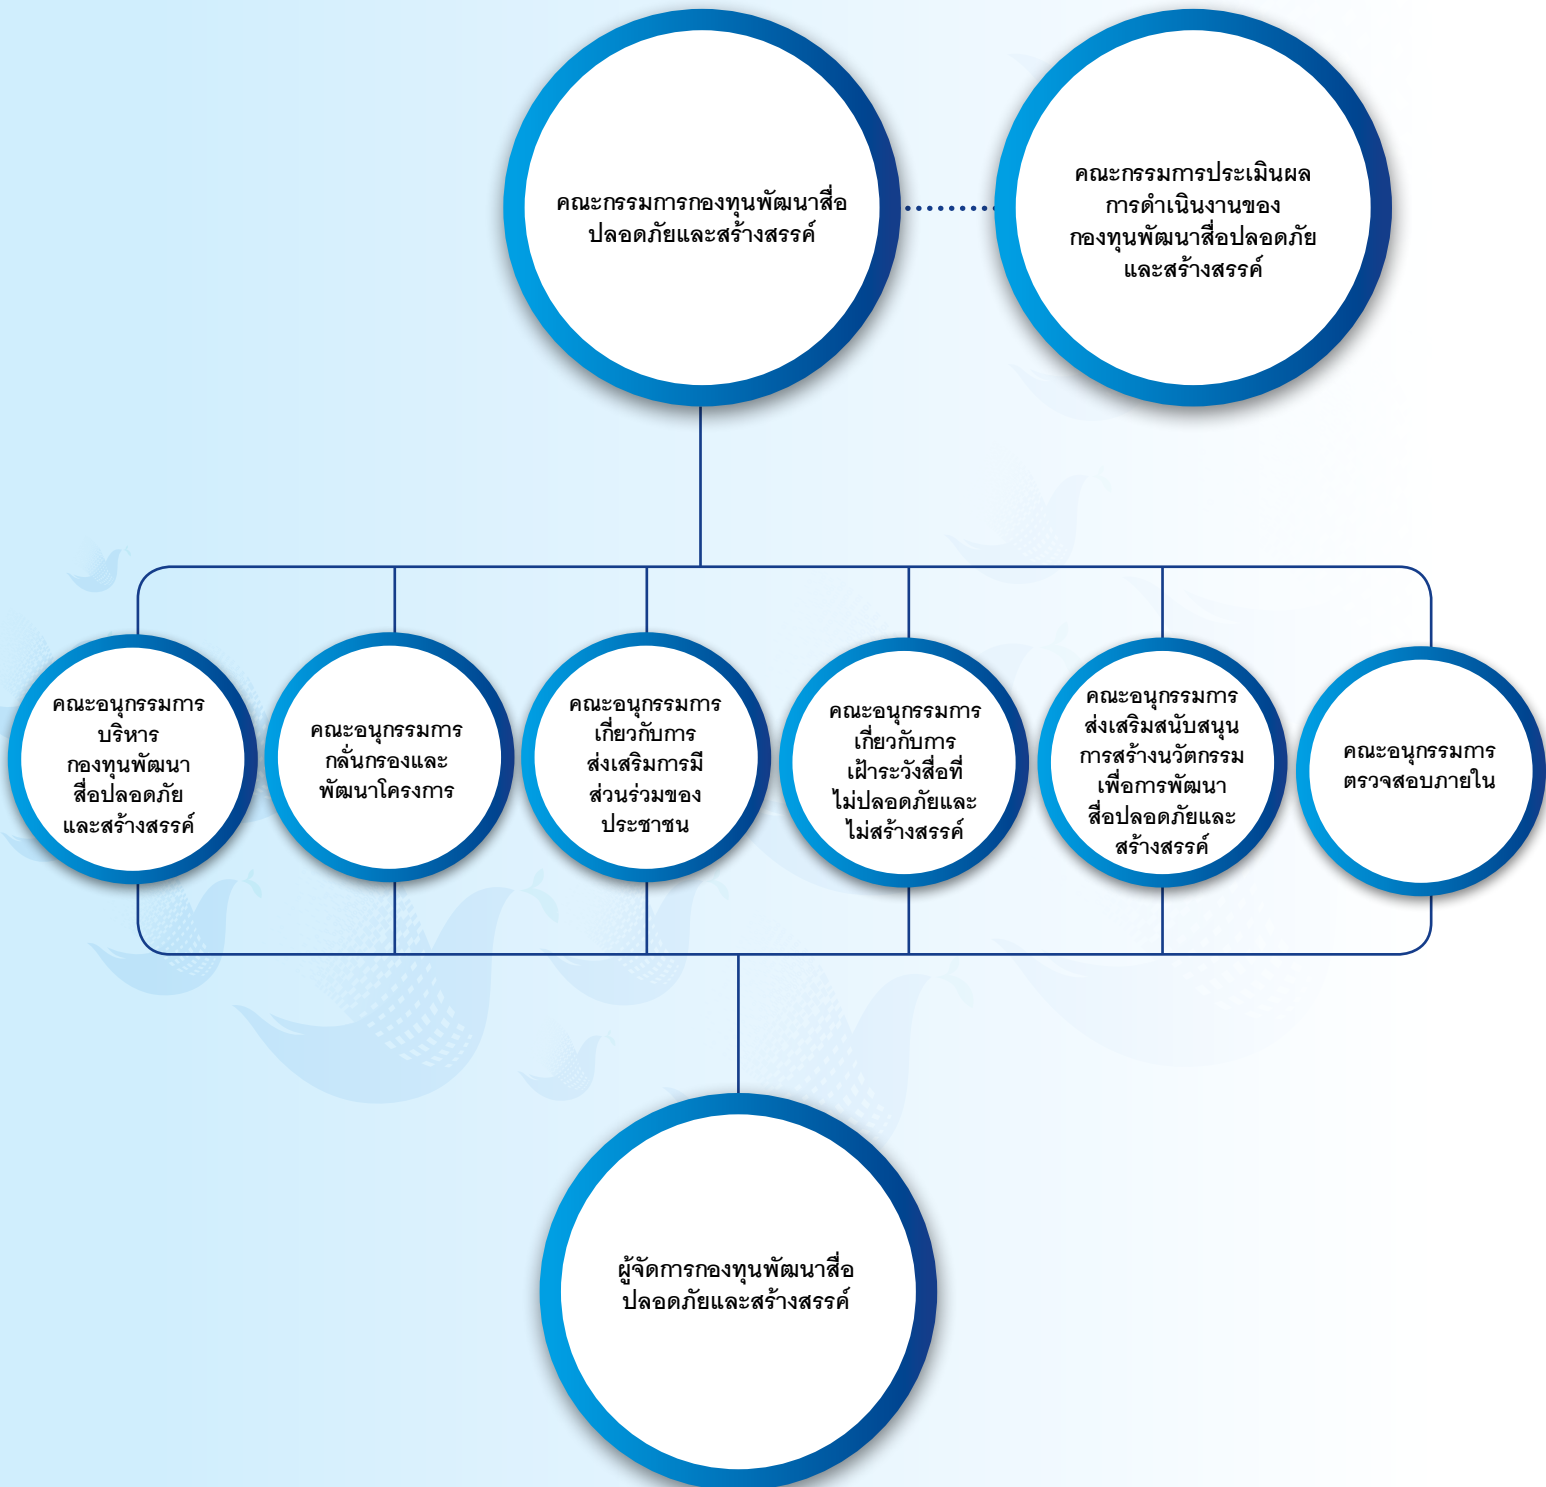 คณะกรรมการกองทุนพัฒนาสื่อ
ปลอดภัยและสร้างสรรค์
คณะกรรมการประเมินผล
การดำเนินงานของ
กองทุนพัฒนาสื่อปลอดภัย
และสร้างสรรค์
คณะอนุกรรมการ
บริหาร
กองทุนพัฒนา
สื่อปลอดภัย
และสร้างสรรค์
คณะอนุกรรมการ
กลั่นกรองและ
พัฒนาโครงการ
คณะอนุกรรมการ
เกี่ยวกับการ
ส่งเสริมการมี
ส่วนร่วมของ
ประชาชน
คณะอนุกรรมการ
เกี่ยวกับการ
เฝ้าระวังสื่อที่
ไม่ปลอดภัยและ
ไม่สร้างสรรค์
คณะอนุกรรมการ
ส่งเสริมสนับสนุน
การสร้างนวัตกรรม
เพื่อการพัฒนา
สื่อปลอดภัยและ
สร้างสรรค์
คณะอนุกรรมการ
ตรวจสอบภายใน
ผู้จัดการกองทุนพัฒนาสื่อ
ปลอดภัยและสร้างสรรค์